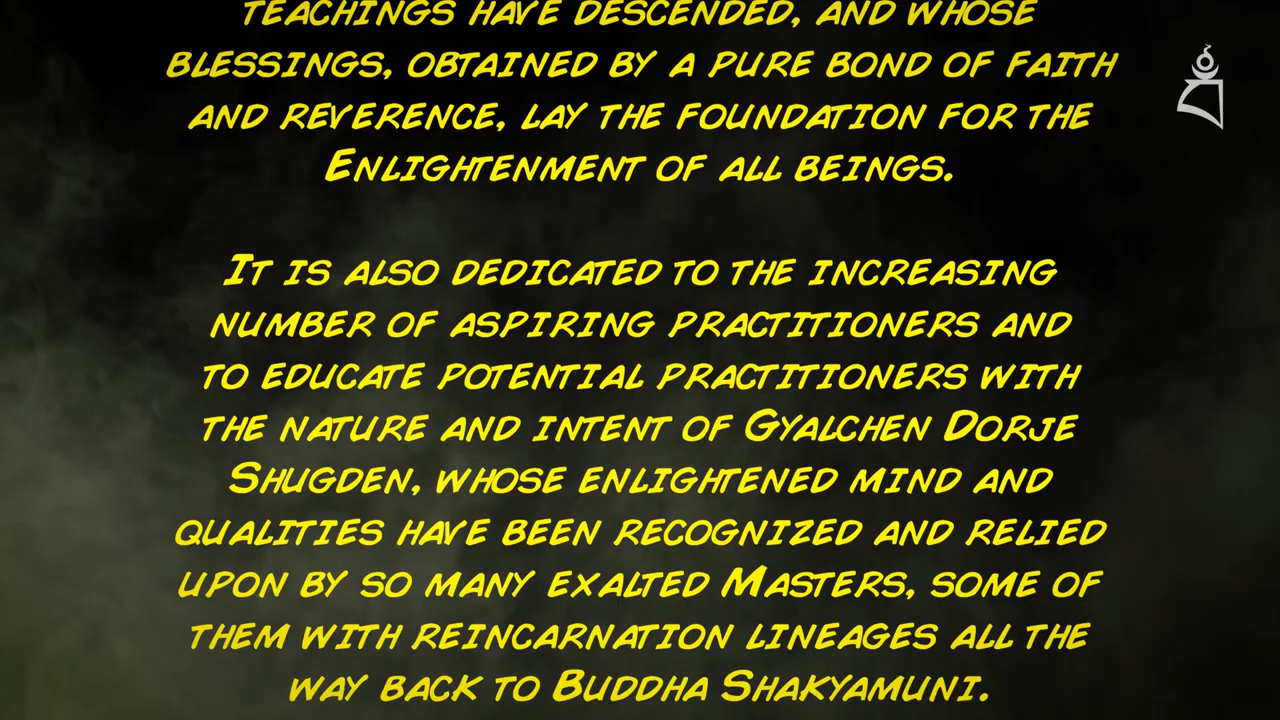 TEACHINGS HAVE DESCENDED, AND WHOSE
BLESSINGS, OBTAINED BY A PURE BOND OF FAITH
AND REVERENCE, LAY THE FOUNDATION FOR THE
ENLIGHTENMENT OF ALL BEINGS.
IT IS ALSO DEDICATED TO THE INCREASING
NUMBER OF ASPIRING PRACTITIONERS AND
TO EDUCATE POTENTIAL PRACTITIONERS WITH
THE NATURE AND INTENT OF GYALCHEN DORJE
SHUGDEN, WHOSE ENLIGHTENED MIND AND
QUALITIES HAVE BEEN RECOGNIZED AND RELIED
UPON BY SO MANY EXALTED MASTERS, SOME OF
THEM WITH REINCARNATION LINEAGES ALL THE
WAY BACK TO BUDDHA SHAKYAMUNI.